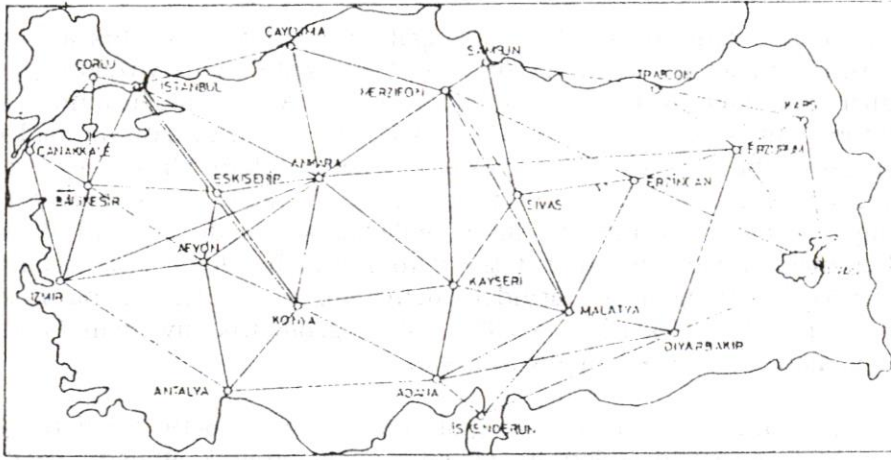 ÇAYCUMA
SAMSUN
ÇORLU
İSTANBUL
MERZİFON
TRABZON
KARS
ÇANAKKALE
ANKARA
ERZURUM
ESKİŞEHİR
ERZİNCAN
BALIKESİR
SİVAS
AFYON
VAN
İZMİR
KAYSERİ
KONYA
MALATYA
DİYARBAKIR
ANTALYA
ADANA
İSKENDERUN